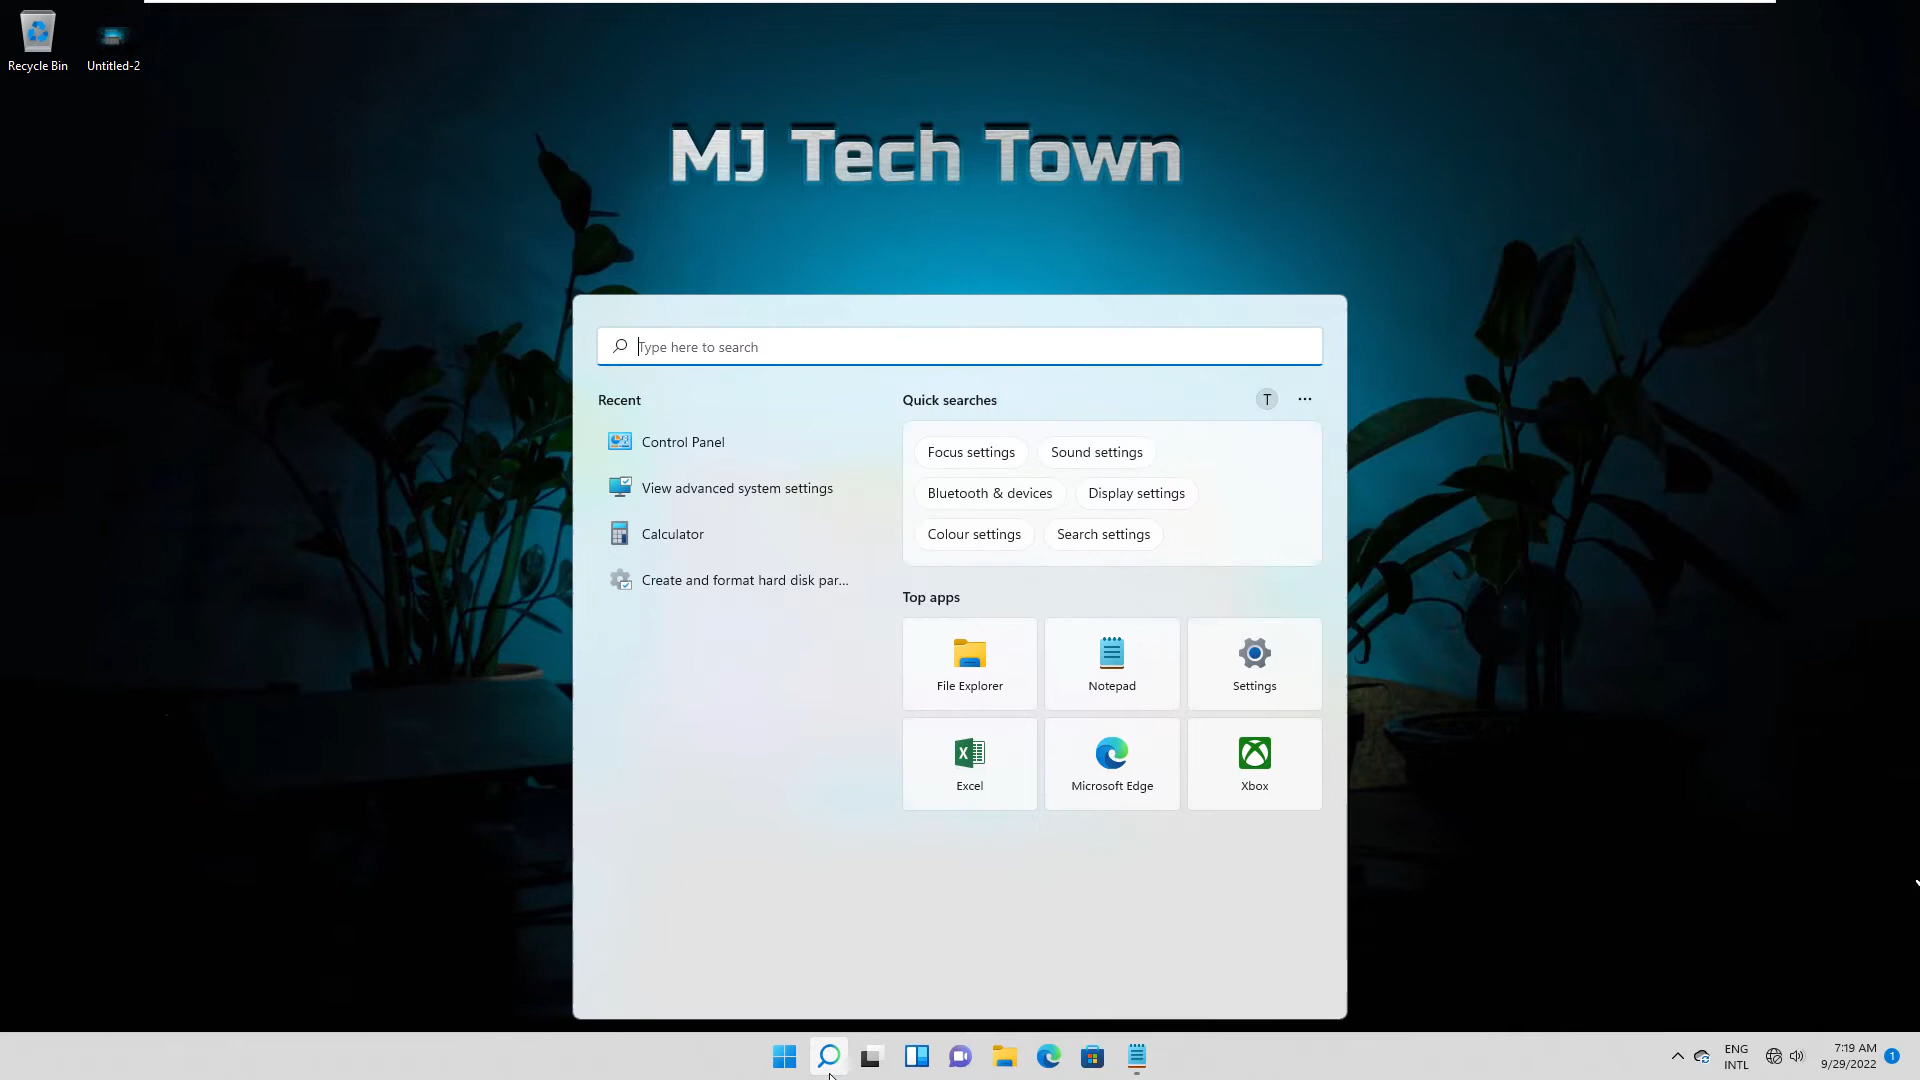 Recycle Bin
Untitled-2
MJ Tech Town
Type here to search
Recent
Control Panel
View advanced system settings
Calculator
Create and format hard disk par...
Quick searches
T
Focus settings
Sound settings
Bluetooth & devices
Display settings
Colour settings
Search settings
Top apps
File Explorer
Notepad
Settings
Excel
Microsoft Edge
Xbox
ENG
INTL
7:19 AM
9/29/2022
1